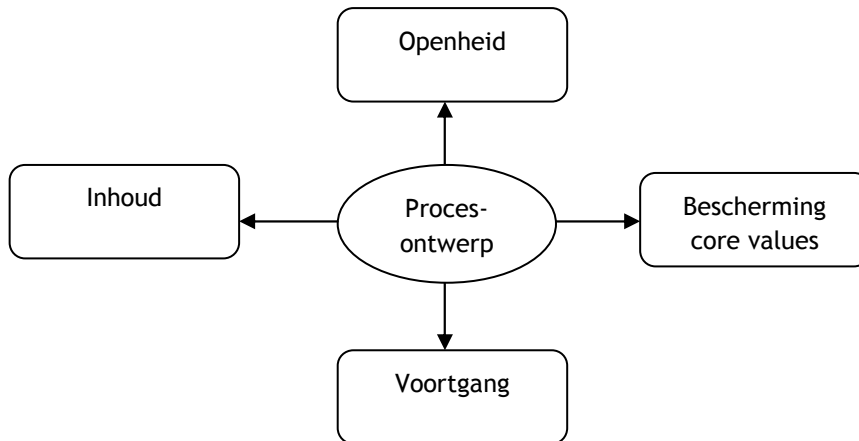 Openheid
Inhoud
Proces-
ontwerp
Bescherming
core values
Voortgang